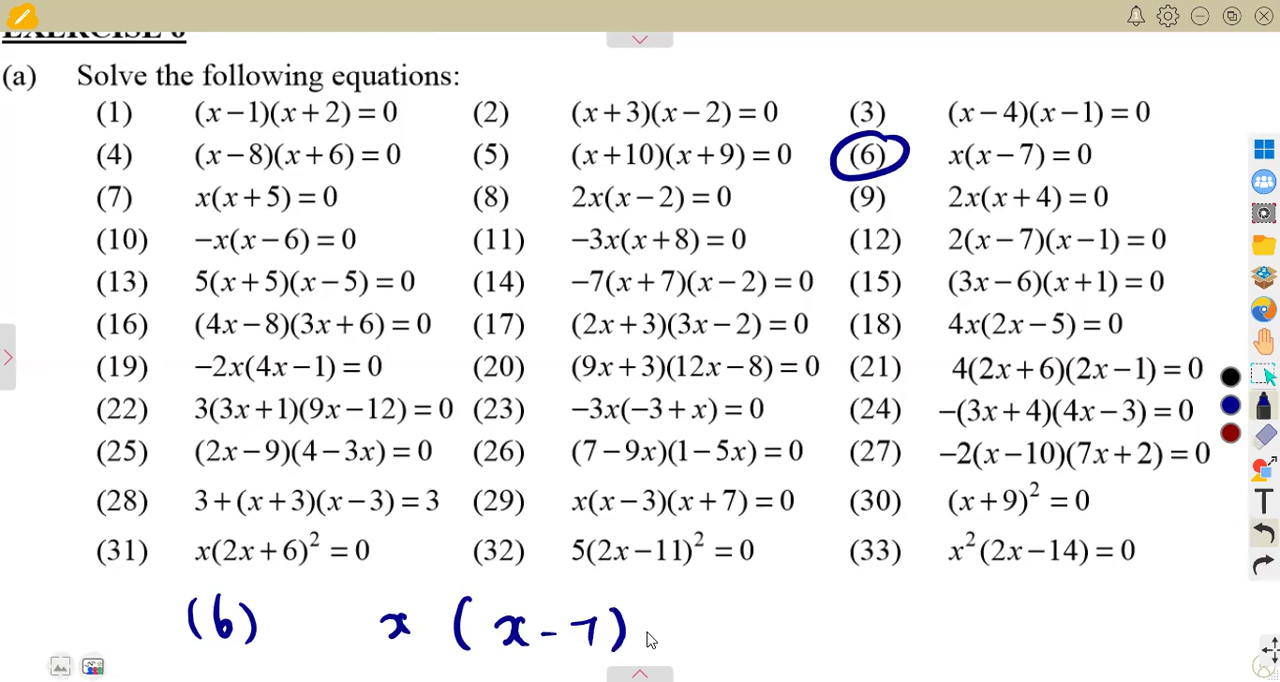 EXERCISE 6
(a) Solve the following equations:
(1) (x−1)(x+2)=0 (2) (x+3)(x−2)=0 (3) (x−4)(x−1)=0
(4) (x−8)(x+6)=0 (5) (x+10)(x+9)=0 (6) x(x−7)=0
(7) x(x+5)=0 (8) 2x(x−2)=0 (9) 2x(x+4)=0
(10) −x(x−6)=0 (11) −3x(x+8)=0 (12) 2(x−7)(x−1)=0
(13) 5(x+5)(x−5)=0 (14) −7(x+7)(x−2)=0 (15) (3x−6)(x+1)=0
(16) (4x−8)(3x+6)=0 (17) (2x+3)(3x−2)=0 (18) 4x(2x−5)=0
(19) −2x(4x−1)=0 (20) (9x+3)(12x−8)=0 (21) 4(2x+6)(2x−1)=0
(22) 3(3x+1)(9x−12)=0 (23) −3x(−3+x)=0 (24) −(3x+4)(4x−3)=0
(25) (2x−9)(4−3x)=0 (26) (7−9x)(1−5x)=0 (27) −2(x−10)(7x+2)=0
(28) 3+(x+3)(x−3)=3 (29) x(x−3)(x+7)=0 (30) (x+9)²=0
(31) x(2x+6)²=0 (32) 5(2x−11)²=0 (33) x²(2x−14)=0
(6) x (x−7)